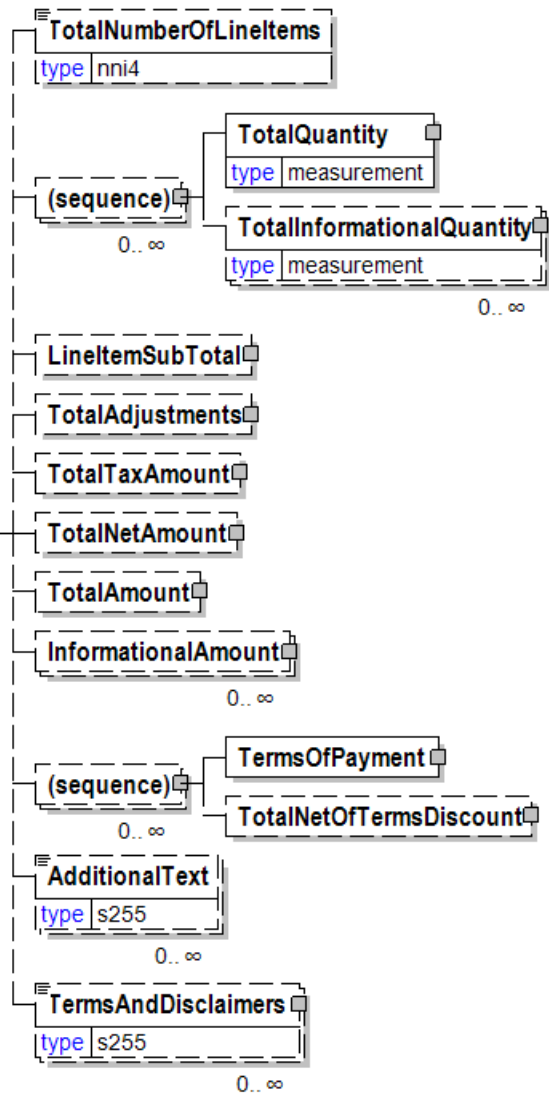 TotalNumberOfLineItems
type nni4
TotalQuantity
type measurement
(sequence)
0.. ∞
TotalInformationalQuantity
type measurement
0.. ∞
LineItemSubTotal
TotalAdjustments
TotalTaxAmount
TotalNetAmount
TotalAmount
InformationalAmount
0.. ∞
TermsOfPayment
(sequence)
0.. ∞
TotalNetOfTermsDiscount
AdditionalText
type s255
0.. ∞
TermsAndDisclaimers
type s255
0.. ∞